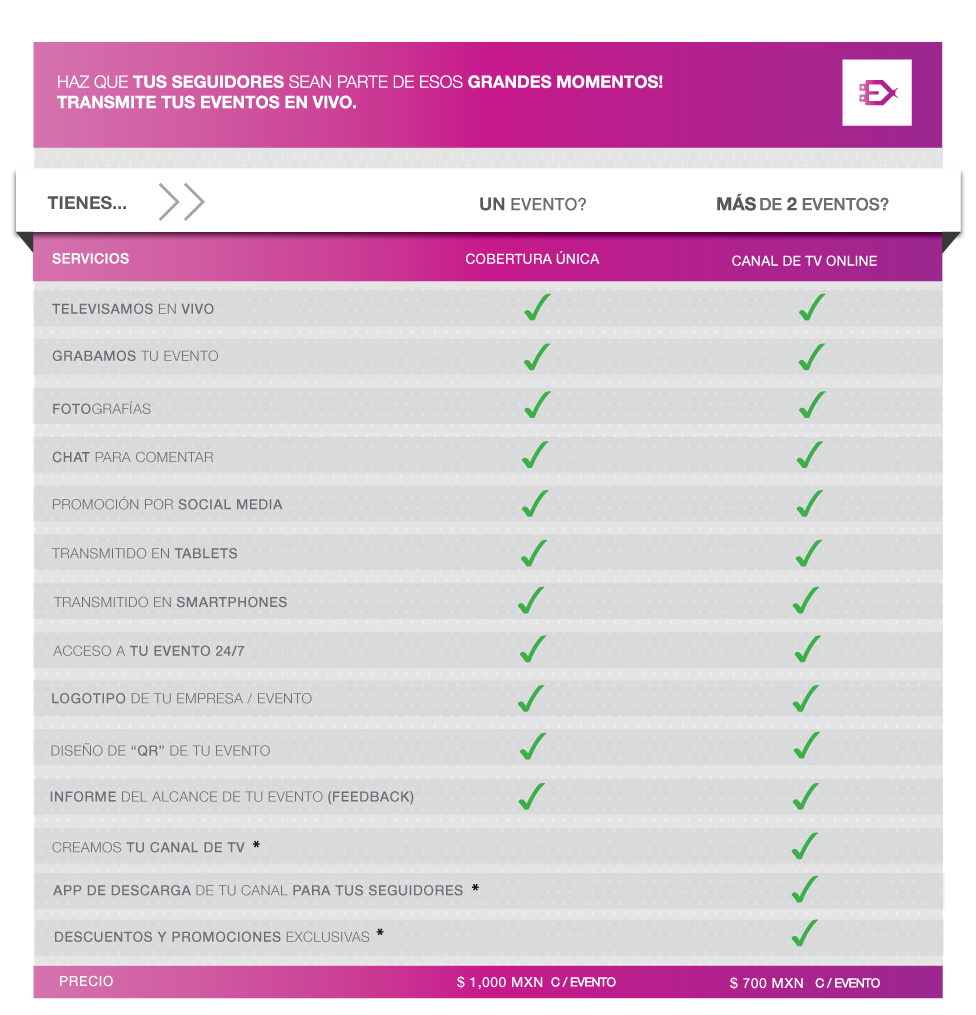 HAZ QUE TUS SEGUIDORES SEAN PARTE DE ESOS GRANDES MOMENTOS!
TRANSMITE TUS EVENTOS EN VIVO.
TIENES... UN EVENTO? MÁS DE 2 EVENTOS?
SERVICIOS COBERTURA ÚNICA CANAL DE TV ONLINE
TELEVISAMOS EN VIVO
GRABAMOS TU EVENTO
FOTOGRAFÍAS
CHAT PARA COMENTAR
PROMOCIÓN POR SOCIAL MEDIA
TRANSMITIDO EN TABLETS
TRANSMITIDO EN SMARTPHONES
ACCESO A TU EVENTO 24/7
LOGOTIPO DE TU EMPRESA / EVENTO
DISEÑO DE “QR” DE TU EVENTO
INFORME DEL ALCANCE DE TU EVENTO (FEEDBACK)
CREAMOS TU CANAL DE TV *
APP DE DESCARGA DE TU CANAL PARA TUS SEGUIDORES *
DESCUENTOS Y PROMOCIONES EXCLUSIVAS *
PRECIO $ 1,000 MXN C / EVENTO $ 700 MXN C / EVENTO